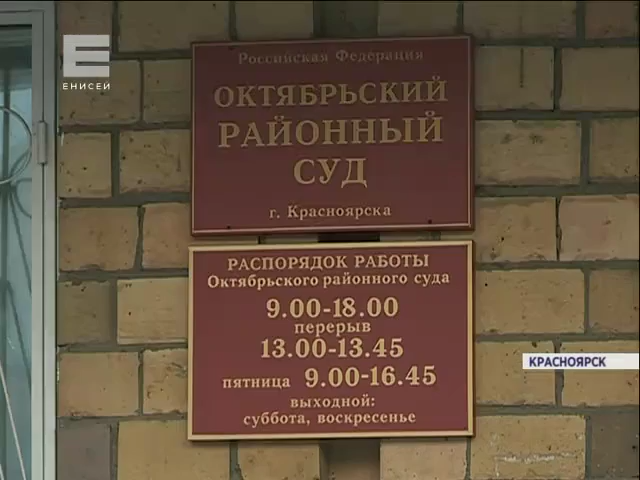 Е
ЕНИСЕЙ
Российская Федерация
ОКТЯБРЬСКИЙ
РАЙОННЫЙ
СУД
г. Красноярска
РАСПОРЯДОК РАБОТЫ
Октябрьского районного суда
9.00-18.00
перерыв
13.00-13.45
пятница 9.00-16.45
выходной:
суббота, воскресенье
КРАСНОЯРСК